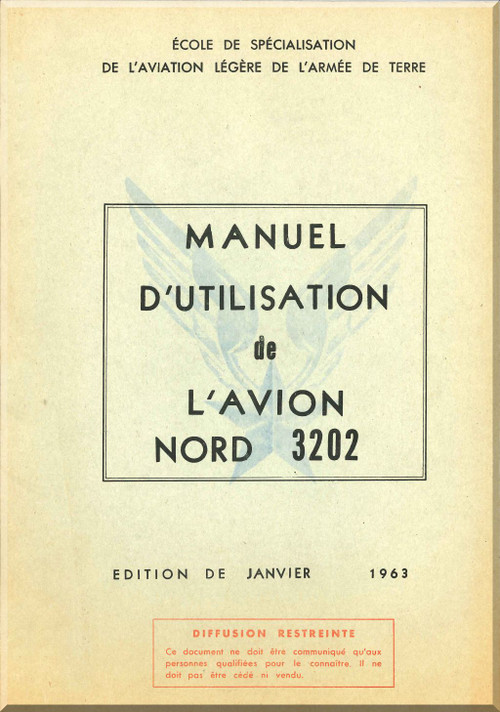 ÉCOLE DE SPÉCIALISATION
DE L'AVIATION LÉGÈRE DE L'ARMÉE DE TERRE
MANUEL
D'UTILISATION
de
L'AVION
NORD 3202
EDITION DE JANVIER 1963
DIFFUSION RESTREINTE
Ce document ne doit être communiqué qu'aux
personnes qualifiées pour le connaître. Il ne
doit pas être cédé ni vendu.